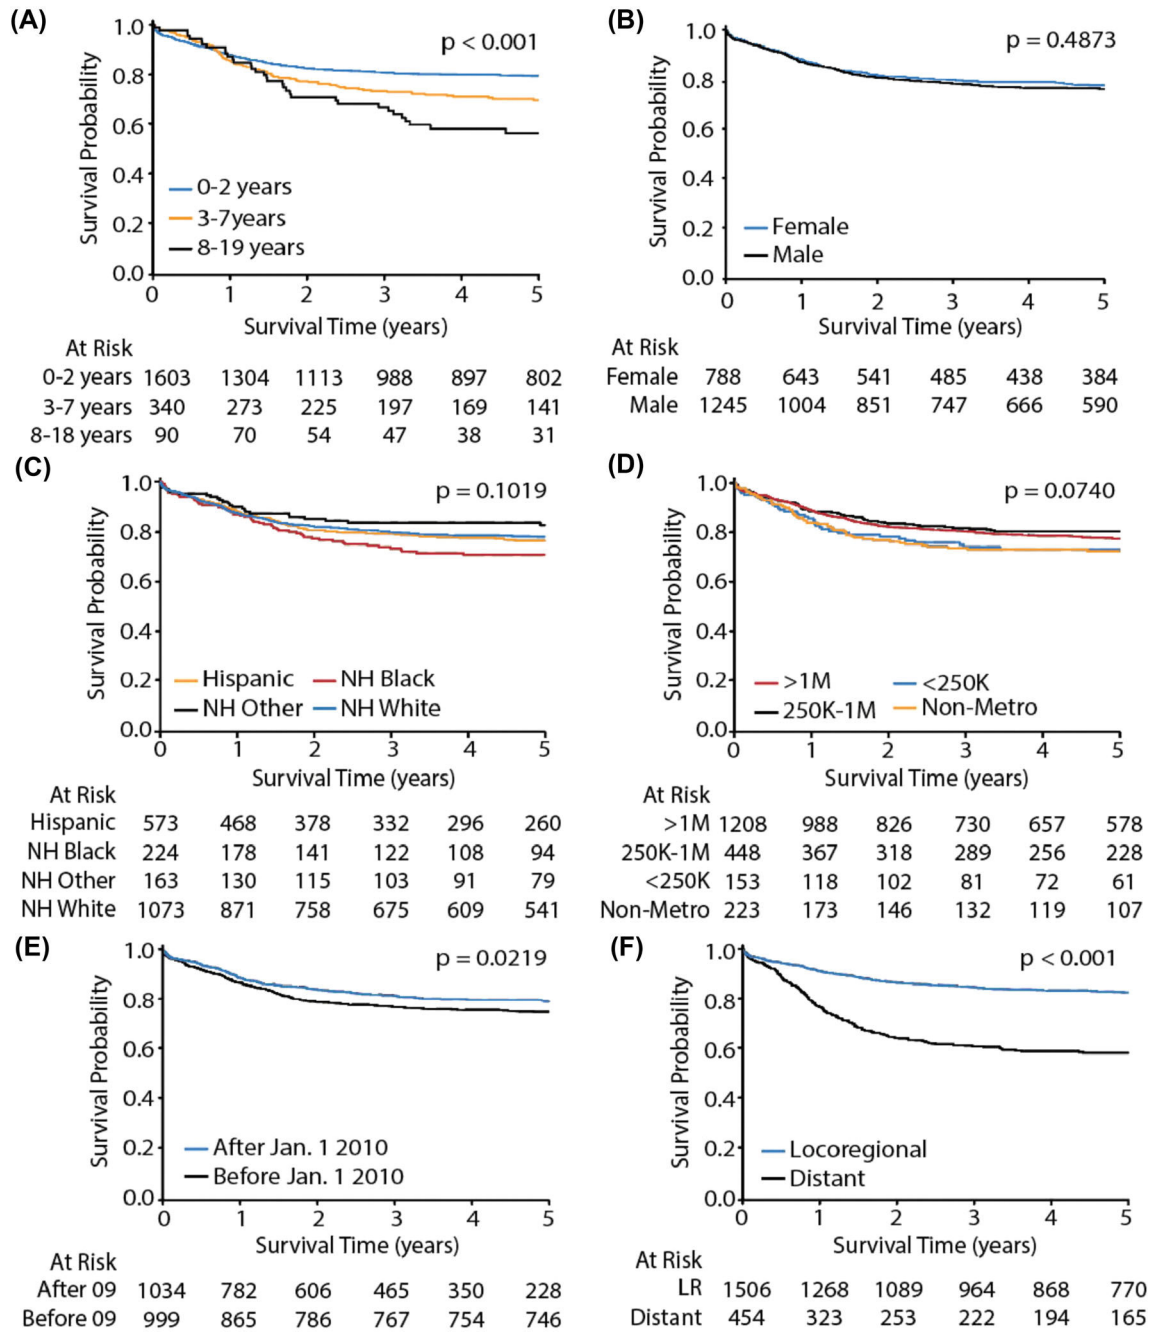 (A)
1.0
0.8
0.6
0.4
0.2
0.0
Survival Probability
p < 0.001
0-2 years
3-7years
8-19 years
0 1 2 3 4 5
Survival Time (years)
At Risk
0-2 years 1603 1304 1113 988 897 802
3-7 years 340 273 225 197 169 141
8-18 years 90 70 54 47 38 31
(B)
1.0
0.8
0.6
0.4
0.2
0.0
Survival Probability
p = 0.4873
Female
Male
0 1 2 3 4 5
Survival Time (years)
At Risk
Female 788 643 541 485 438 384
Male 1245 1004 851 747 666 590
(C)
1.0
0.8
0.6
0.4
0.2
0.0
Survival Probability
p = 0.1019
Hispanic NH Black
NH Other NH White
0 1 2 3 4 5
Survival Time (years)
At Risk
Hispanic 573 468 378 332 296 260
NH Black 224 178 141 122 108 94
NH Other 163 130 115 103 91 79
NH White 1073 871 758 675 609 541
(D)
1.0
0.8
0.6
0.4
0.2
0.0
Survival Probability
p = 0.0740
>1M <250K
250K-1M Non-Metro
0 1 2 3 4 5
Survival Time (years)
At Risk
>1M 1208 988 826 730 657 578
250K-1M 448 367 318 289 256 228
<250K 153 118 102 81 72 61
Non-Metro 223 173 146 132 119 107
(E)
1.0
0.8
0.6
0.4
0.2
0.0
Survival Probability
p = 0.0219
After Jan. 1 2010
Before Jan. 1 2010
0 1 2 3 4 5
Survival Time (years)
At Risk
After 09 1034 782 606 465 350 228
Before 09 999 865 786 767 754 746
(F)
1.0
0.8
0.6
0.4
0.2
0.0
Survival Probability
p < 0.001
Locoregional
Distant
0 1 2 3 4 5
Survival Time (years)
At Risk
LR 1506 1268 1089 964 868 770
Distant 454 323 253 222 194 165